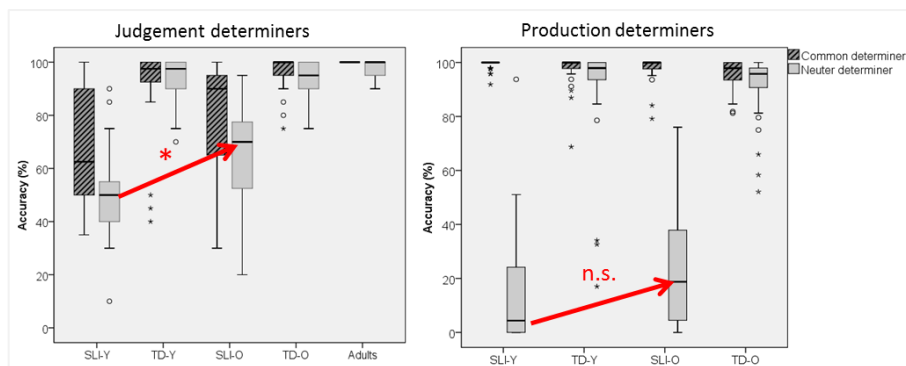 Judgement determiners
Production determiners
Common determiner
Neuter determiner
Accuracy (%)
100
80
60
40
20
0
*
SLI-Y
TD-Y
SLI-O
TD-O
Adults
Accuracy (%)
100
80
60
40
20
0
n.s.
SLI-Y
TD-Y
SLI-O
TD-O